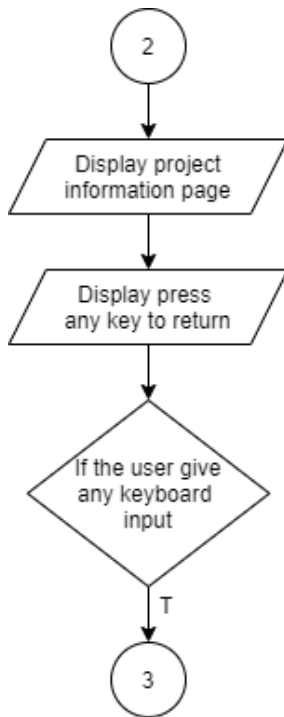 2
Display project
information page
Display press
any key to return
If the user give
any keyboard
input
T
3